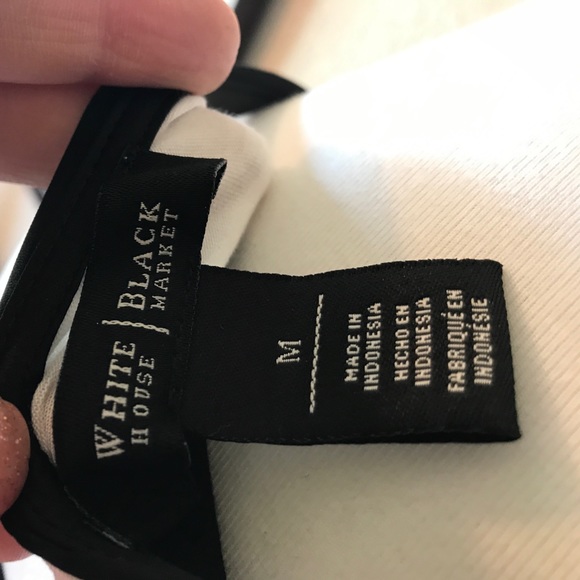 WHITE | BLACK
HOUSE | MARKET
M
MADE IN
INDONESIA
HECHO EN
INDONESIA
FABRIQUÉ EN
INDONÉSIE